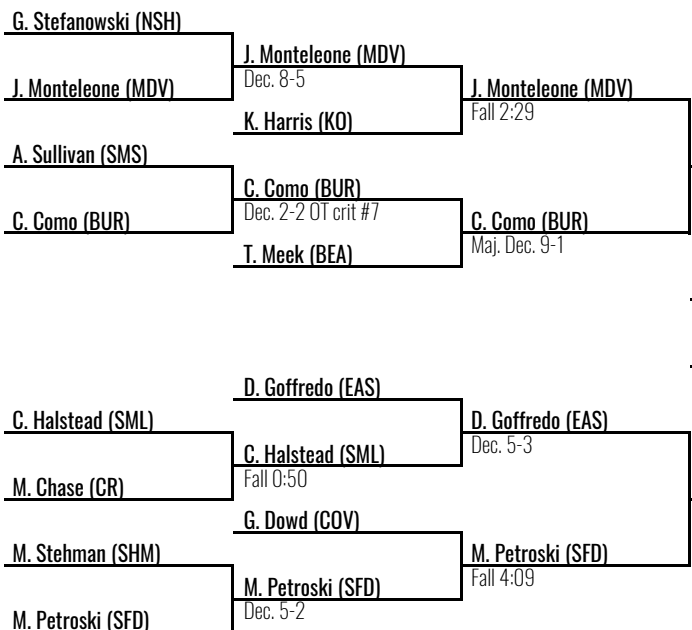 G. Stefanowski (NSH)
J. Monteleone (MDV)
J. Monteleone (MDV)
Dec. 8-5
J. Monteleone (MDV)
Fall 2:29
K. Harris (KO)
A. Sullivan (SMS)
C. Como (BUR)
Dec. 2-2 OT crit #7
C. Como (BUR)
C. Como (BUR)
Maj. Dec. 9-1
T. Meek (BEA)
D. Goffredo (EAS)
C. Halstead (SML)
D. Goffredo (EAS)
Dec. 5-3
C. Halstead (SML)
Fall 0:50
M. Chase (CR)
G. Dowd (COV)
M. Stehman (SHM)
M. Petroski (SFD)
Fall 4:09
M. Petroski (SFD)
Dec. 5-2
M. Petroski (SFD)